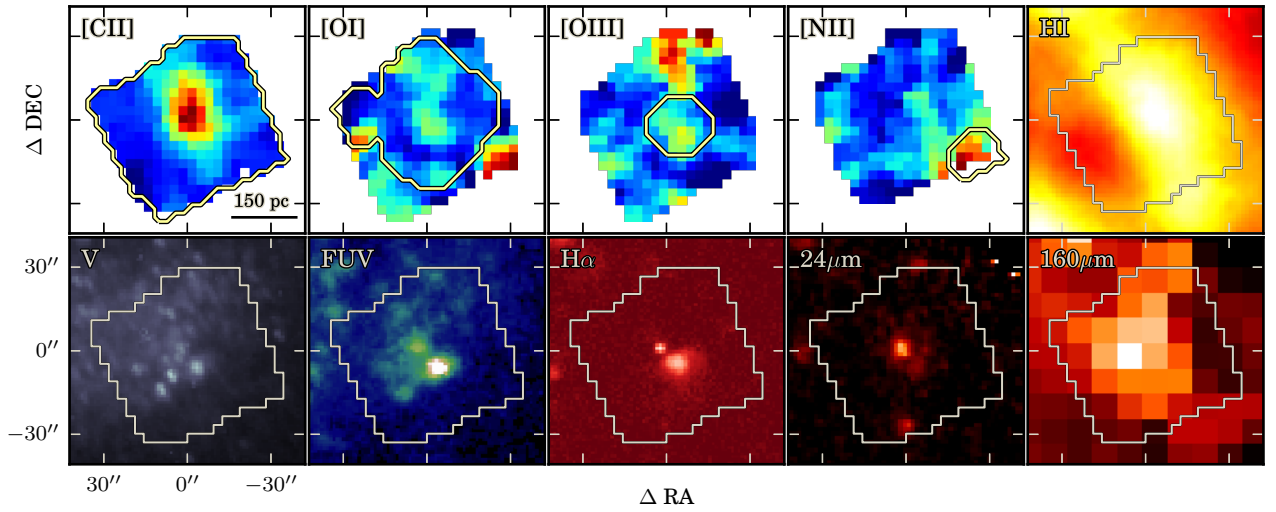 [CII] [OI] [OIII] [NII] HI
150 pc
Δ DEC
V FUV Hα 24μm 160μm
30′′
0′′
−30′′
30′′ 0′′ −30′′
Δ RA